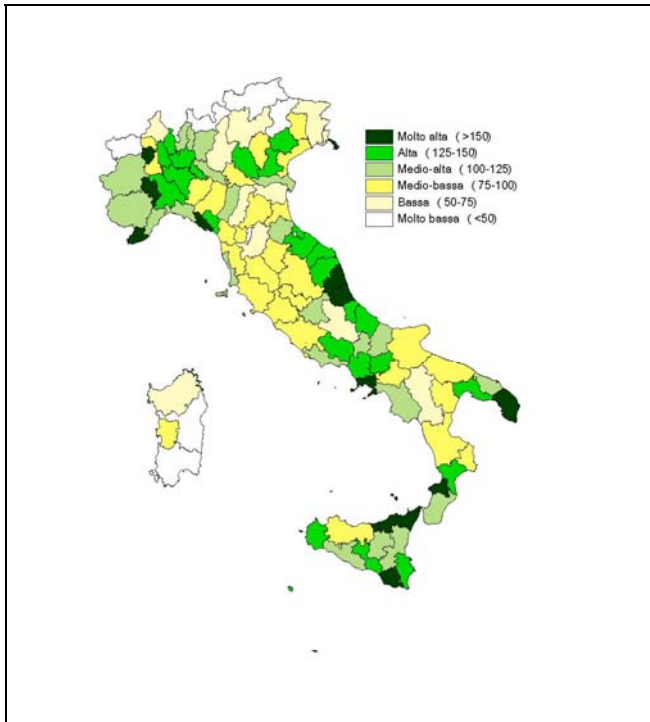 Molto alta (>150)
Alta (125-150)
Medio-alta (100-125)
Medio-bassa (75-100)
Bassa (50-75)
Molto bassa (<50)